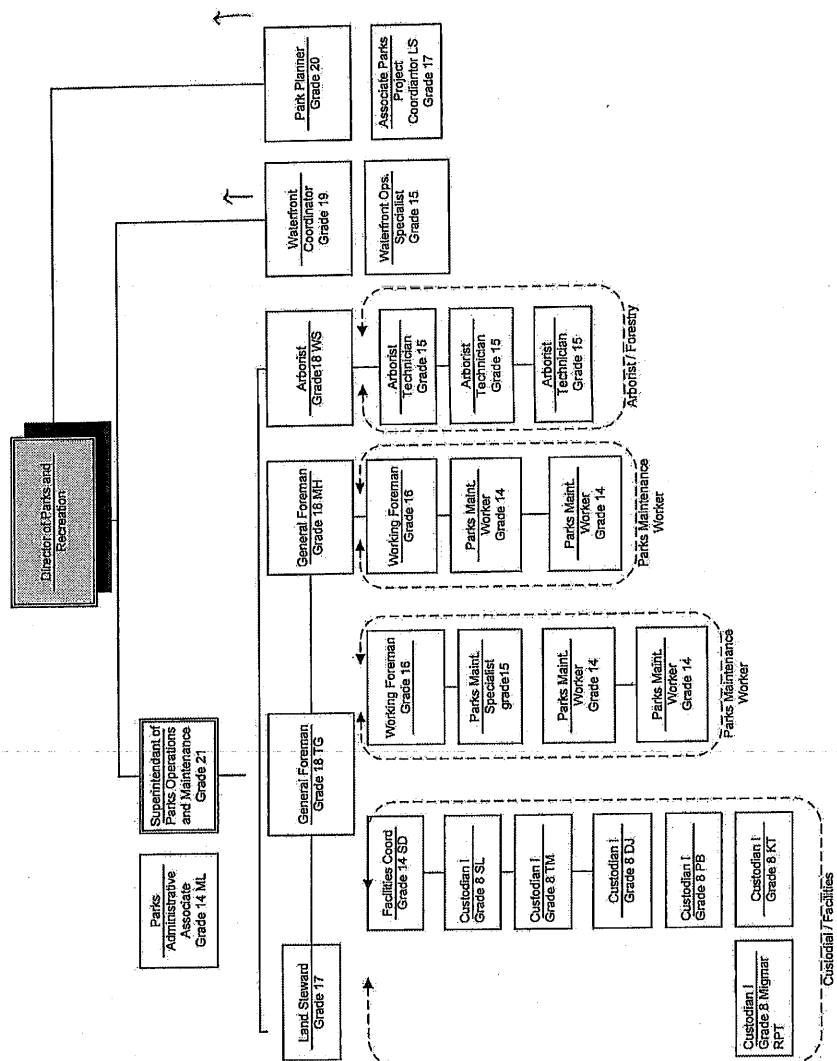 Director of Parks and
Recreation
Superintendant of
Parks Operations
and Maintenance
Grade 21
Parks
Administrative
Associate
Grade 14 ML
Park Planner
Grade 20
Associate Parks
Project
Coordiantor LS
Grade 17
Waterfront
Coordinator
Grade 19
Waterfront Ops.
Specialist
Grade 15
Arborist
Grade18 WS
Arborist
Technician
Grade 15
Arborist
Technician
Grade 15
Arborist
Technician
Grade 15
Arborist / Forestry
General Foreman
Grade 18 MH
Working Foreman
Grade 16
Parks Maint.
Worker
Grade 14
Parks Maint.
Worker
Grade 14
Parks Maintenance
Worker
General Foreman
Grade 18 TG
Working Foreman
Grade 16
Parks Maint.
Specialist
grade15
Parks Maint.
Worker
Grade 14
Parks Maint.
Worker
Grade 14
Parks Maintenance
Worker
Land Steward
Grade 17
Facilities Coord
Grade 14 SD
Custodian I
Grade 8 SL
Custodian I
Grade 8 TM
Custodian I
Grade 8 DJ
Custodian I
Grade 8 PB
Custodian I
Grade 8 KT
Custodian I
Grade 8 Migmar
RPT
Custodial / Facilities